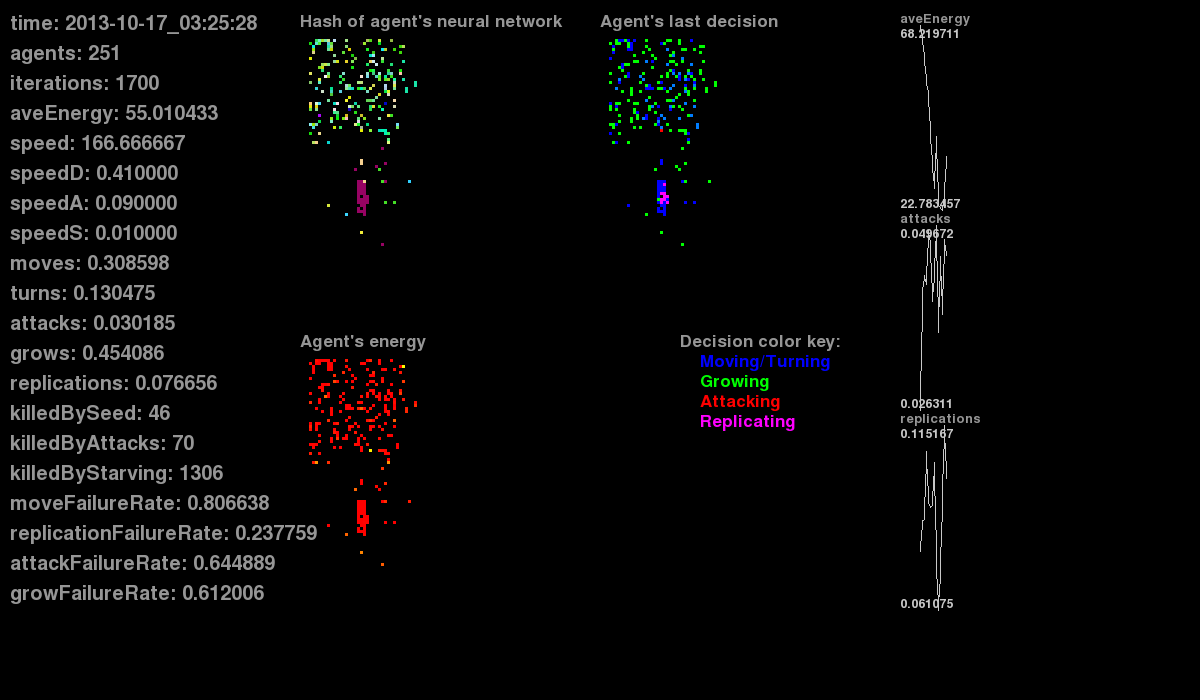 time: 2013-10-17_03:25:28
agents: 251
iterations: 1700
aveEnergy: 55.010433
speed: 166.666667
speedD: 0.410000
speedA: 0.090000
speedS: 0.010000
moves: 0.308598
turns: 0.130475
attacks: 0.030185
grows: 0.454086
replications: 0.076656
killedBySeed: 46
killedByAttacks: 70
killedByStarving: 1306
moveFailureRate: 0.806638
replicationFailureRate: 0.237759
attackFailureRate: 0.644889
growFailureRate: 0.612006
Hash of agent's neural network
Agent's last decision
Agent's energy
Decision color key:
Moving/Turning
Growing
Attacking
Replicating
aveEnergy
68.219711
22.783457
attacks
0.049672
0.026311
replications
0.115167
0.061075